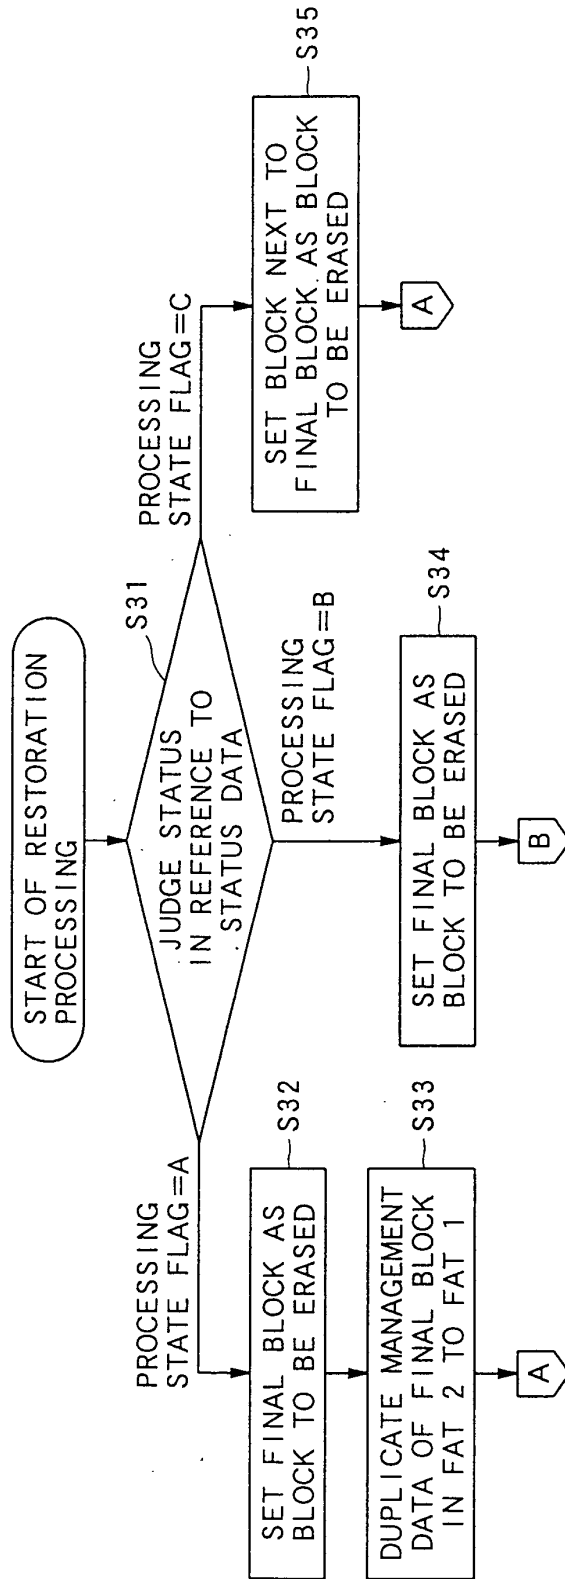 START OF RESTORATION
PROCESSING
S31
JUDGE STATUS
IN REFERENCE TO
STATUS DATA
PROCESSING
STATE FLAG=A
S32
SET FINAL BLOCK AS
BLOCK TO BE ERASED
S33
DUPLICATE MANAGEMENT
DATA OF FINAL BLOCK
IN FAT 2 TO FAT 1
A
PROCESSING
STATE FLAG=B
S34
SET FINAL BLOCK AS
BLOCK TO BE ERASED
B
PROCESSING
STATE FLAG=C
S35
SET BLOCK NEXT TO
FINAL BLOCK AS BLOCK
TO BE ERASED
A